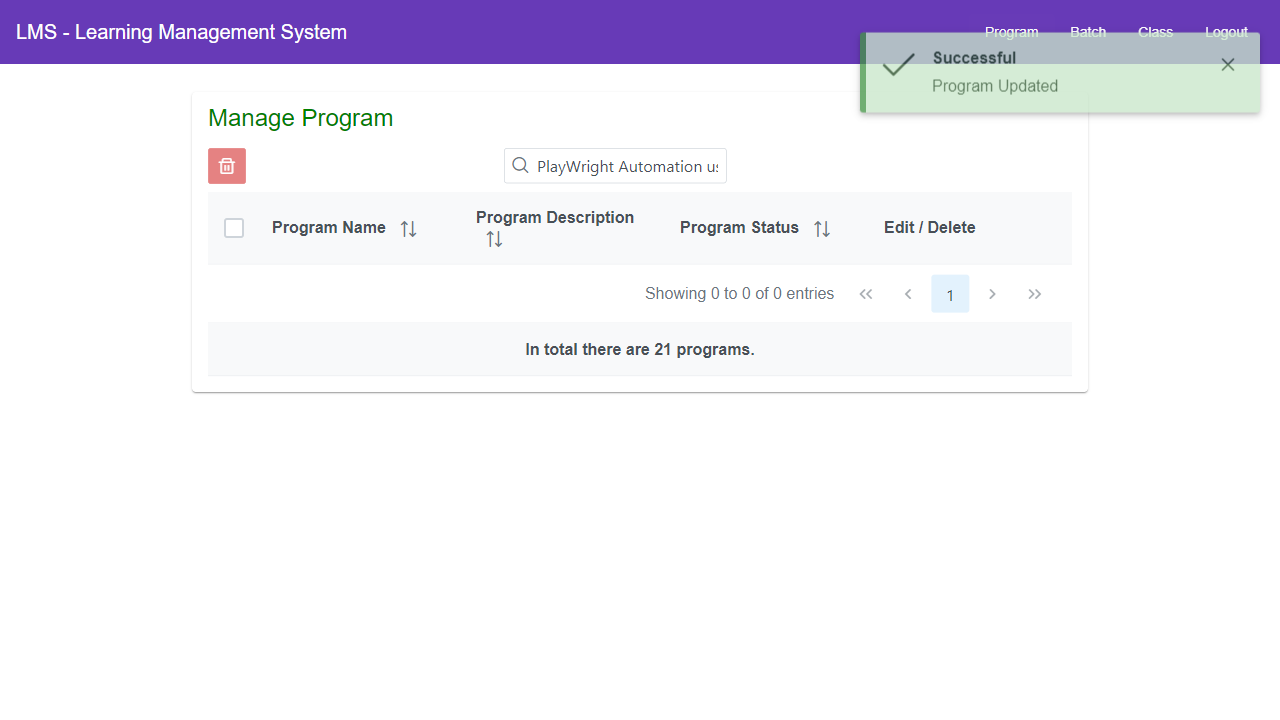 LMS - Learning Management System
Program Batch Class Logout
Successful
Program Updated
Manage Program
PlayWright Automation
Program Name Program Description Program Status Edit / Delete
Showing 0 to 0 of 0 entries
1
In total there are 21 programs.